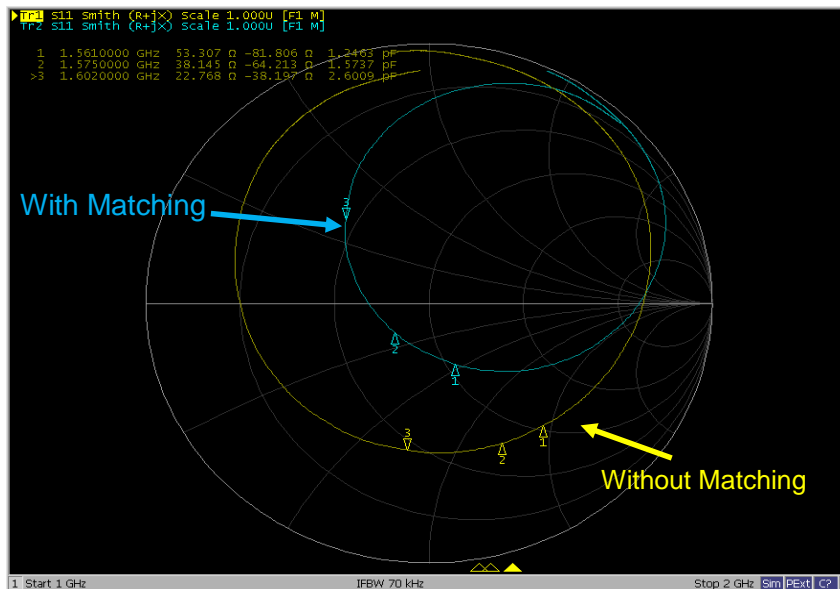 Tr1 S11 Smith (R+jX) Scale 1.000U [F1 M]
Tr2 S11 Smith (R+jX) Scale 1.000U [F1 M]
1 1.5610000 GHz 53.307 Ω -81.806 Ω 1.2463 pF
2 1.5750000 GHz 38.145 Ω -64.213 Ω 1.5737 pF
>3 1.6020000 GHz 22.768 Ω -38.197 Ω 2.6009 pF
With Matching
3
2
1
3
2
1
Without Matching
1 Start 1 GHz IFBW 70 kHz Stop 2 GHz Sim PExt C?